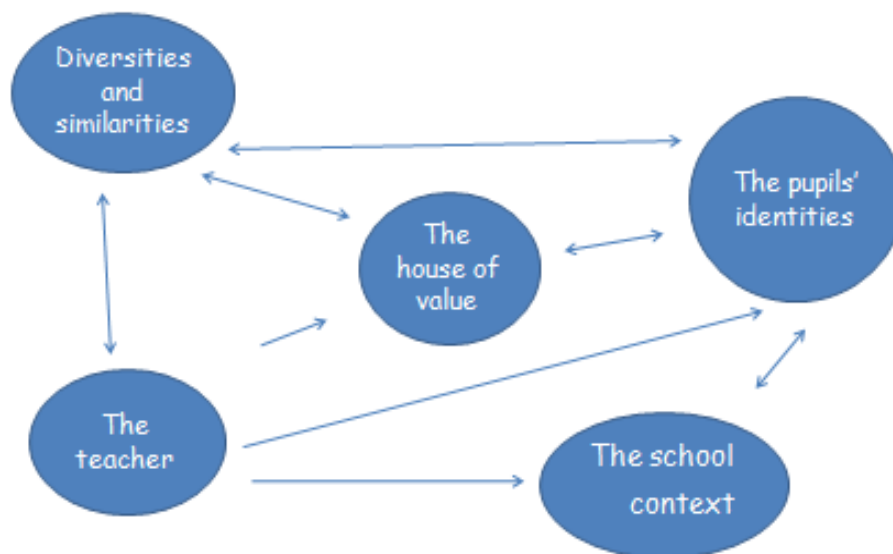 Diversities
and
similarities
The pupils'
identities
The
house of
value
The
teacher
The school
context